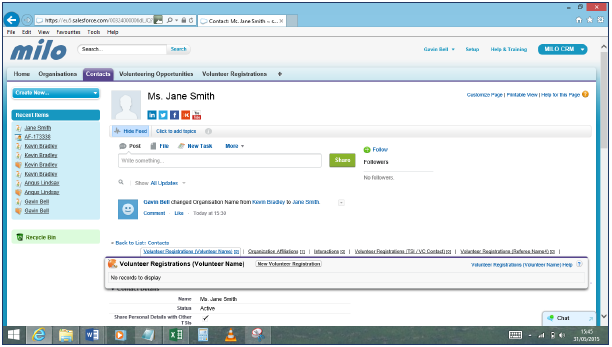 https://eu5.salesforce.com/
Contact: Ms. Jane Smith ~ s...
File Edit View Favourites Tools Help
milo Search... Search Gavin Bell Setup Help & Training MILO CRM
Home Organisations Contacts Volunteering Opportunities Volunteer Registrations +
Create New...
Recent Items
Jane Smith
AF-173338
Kevin Bradley
Kevin Bradley
Kevin Bradley
Kevin Bradley
Angus Lindsay
Angus Lindsay
Gavin Bell
Gavin Bell
Recycle Bin
Ms. Jane Smith
Customize Page | Printable View | Help for this Page
Hide Feed Click to add topics
Post File New Task More
Write something...
Share
Follow
Followers
No followers.
Show All Updates
Gavin Bell changed Organisation Name from Kevin Bradley to Jane Smith.
Comment Like Today at 15:30
« Back to List: Contacts
Volunteer Registrations (Volunteer Name) [0] | Organisation Affiliations [1] | Interactions [0] | Volunteer Registrations (TSI / VC Contact) [0] | Volunteer Registrations (Referee Name4) [0] |
Volunteer Registrations (Volunteer Name) New Volunteer Registration Volunteer Registrations (Volunteer Name) Help
No records to display
Contact Details
Name Ms. Jane Smith
Status Active
Share Personal Details with Other TSIs
Chat
15:45
31/03/2015